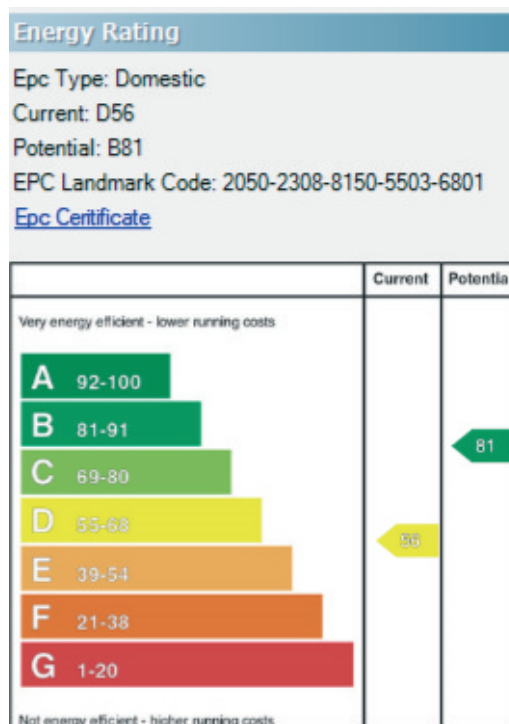 Energy Rating
Epc Type: Domestic
Current: D56
Potential: B81
EPC Landmark Code: 2050-2308-8150-5503-6801
Epc Ceritificate
Current Potentia
Very energy efficient - lower running costs
A 92-100
B 81-91
81
C 69-80
D 55-68
56
E 39-54
F 21-38
G 1-20
Not energy efficient - higher running costs